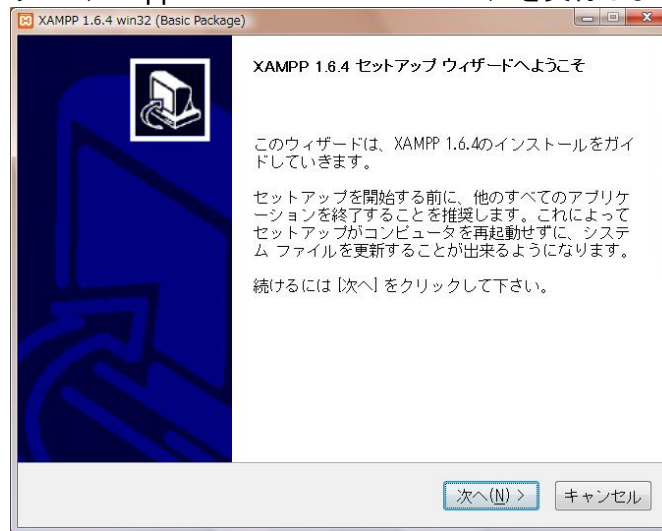 XAMPP 1.6.4 win32 (Basic Package)
XAMPP 1.6.4 セットアップ ウィザードへようこそ
このウィザードは、XAMPP 1.6.4のインストールをガイ
ドしていきます。
セットアップを開始する前に、他のすべてのアプリケ
ーションを終了することを推奨します。これによって
セットアップがコンピュータを再起動せずに、システ
ム ファイルを更新することが出来るようになります。
続けるには [次へ] をクリックして下さい。
次へ(N) >
キャンセル